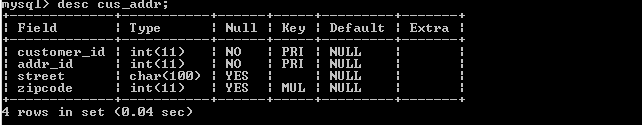 mysql> desc cus_addr;
+-------------+-----------+------+-----+---------+-------+
| Field       | Type      | Null | Key | Default | Extra |
+-------------+-----------+------+-----+---------+-------+
| customer_id | int(11)   | NO   | PRI | NULL    |       |
| addr_id     | int(11)   | NO   | PRI | NULL    |       |
| street      | char(100) | YES  |     | NULL    |       |
| zipcode     | int(11)   | YES  | MUL | NULL    |       |
+-------------+-----------+------+-----+---------+-------+
4 rows in set (0.04 sec)